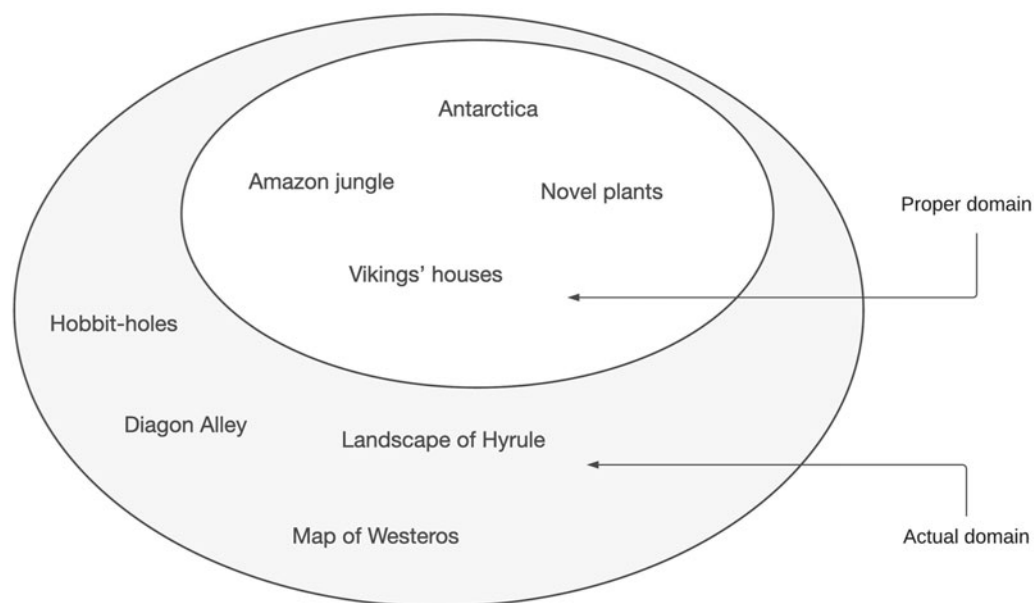 Antarctica
Amazon jungle
Novel plants
Proper domain
Vikings’ houses
Hobbit-holes
Diagon Alley
Landscape of Hyrule
Map of Westeros
Actual domain